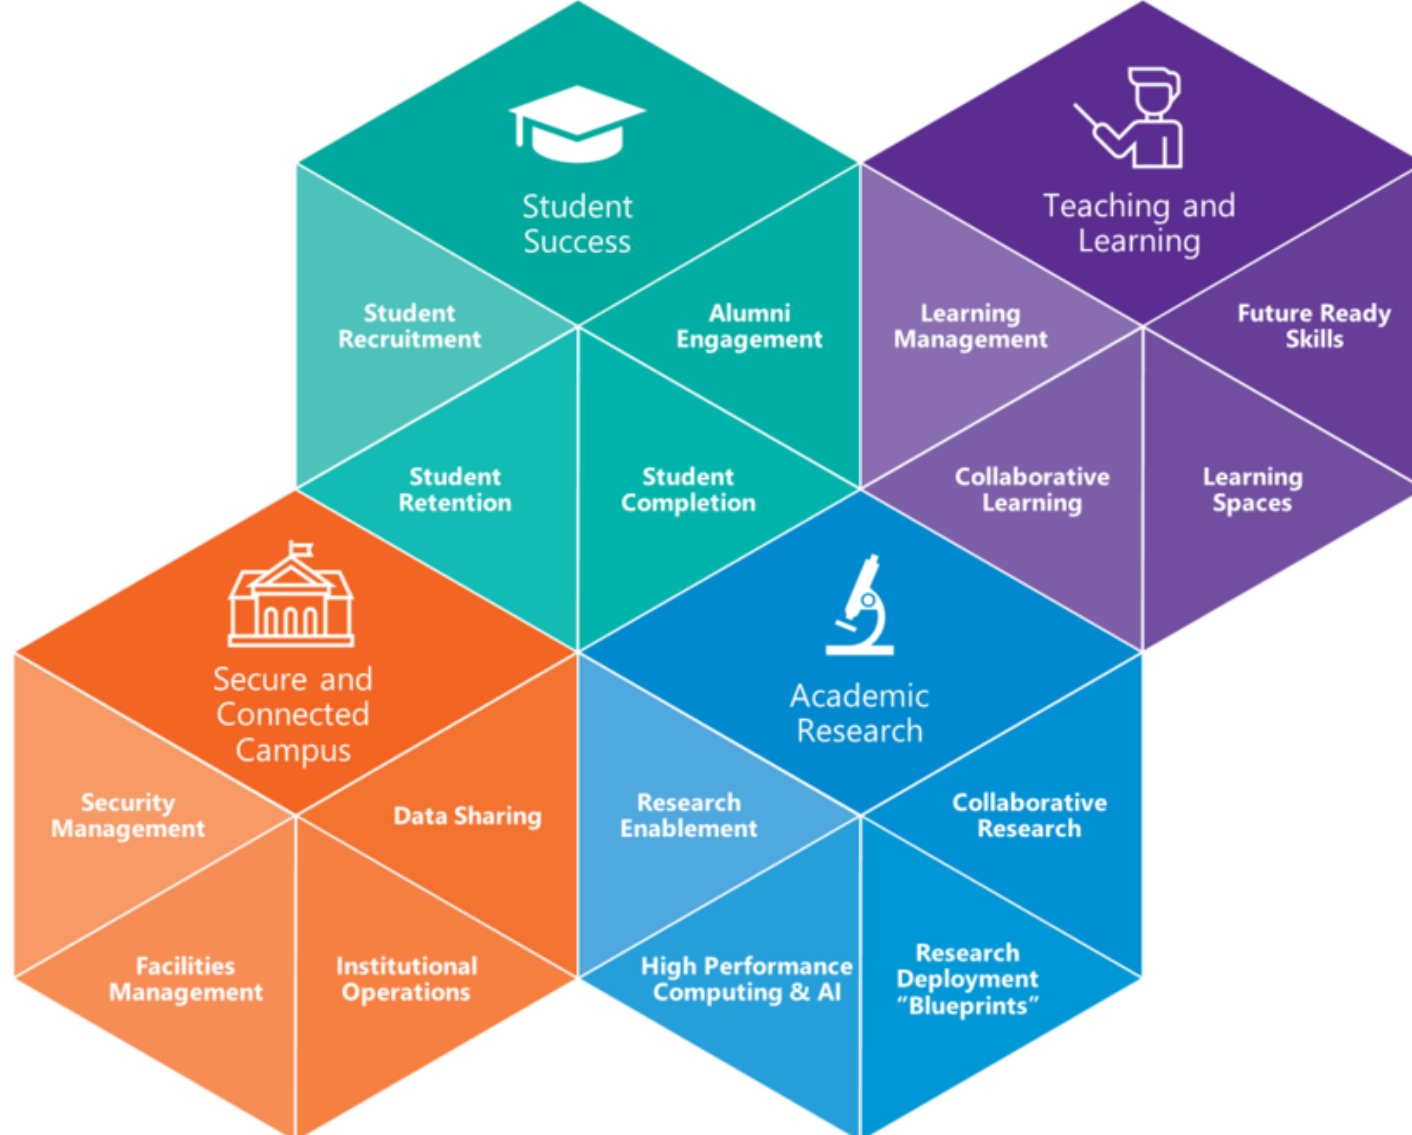 Student
Success
Student
Recruitment
Alumni
Engagement
Student
Retention
Student
Completion
Teaching and
Learning
Learning
Management
Future Ready
Skills
Collaborative
Learning
Learning
Spaces
Secure and
Connected
Campus
Security
Management
Data Sharing
Facilities
Management
Institutional
Operations
Academic
Research
Research
Enablement
Collaborative
Research
High Performance
Computing & AI
Research
Deployment
“Blueprints”